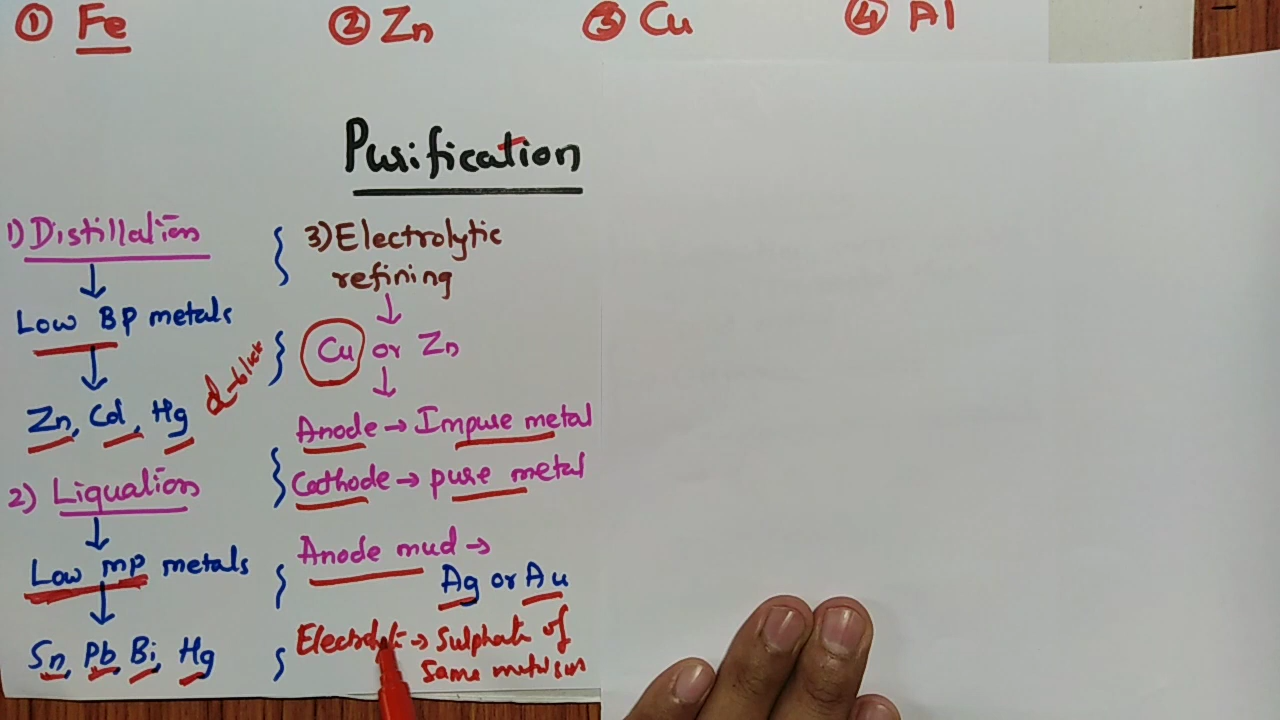 ① Fe ② Zn ③ Cu ④ Al
Purification
1) Distillation
↓
Low BP metals
↓
Zn, Cd, Hg
d-block
2) Liquation
↓
Low mp metals
↓
Sn, Pb, Bi, Hg
3) Electrolytic
refining
↓
Cu or Zn
↓
Anode → Impure metal
Cathode → pure metal
Anode mud →
Ag or Au
→ Sulphate of
Same metal